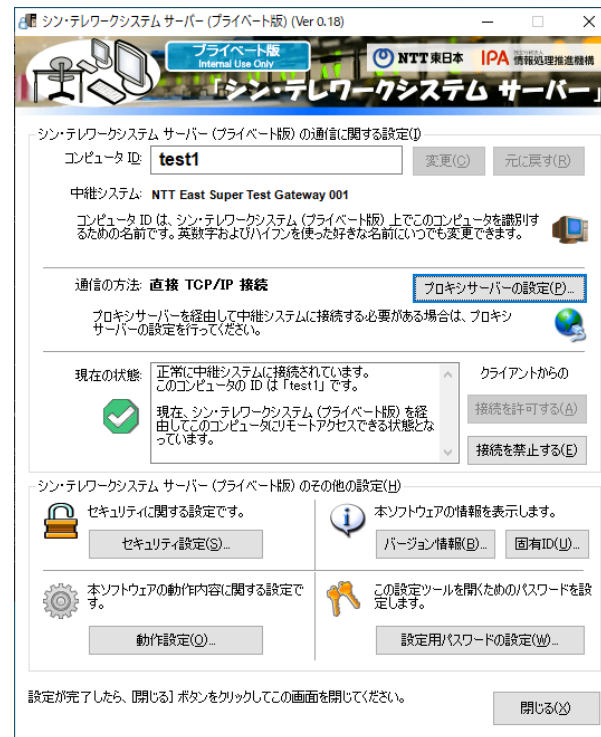 シン・テレワークシステム サーバー (プライベート版) (Ver 0.18)
プライベート版
Internal Use Only
NTT東日本
IPA 情報処理推進機構
「シン・テレワークシステム サーバー」
シン・テレワークシステム サーバー (プライベート版) の通信に関する設定(I)
コンピュータ ID:
test1
変更(C)
元に戻す(R)
中継システム: NTT East Super Test Gateway 001
コンピュータ ID は、シン・テレワークシステム (プライベート版) 上でこのコンピュータを識別す
るための名前です。英数字およびハイフンを使った好きな名前にいつでも変更できます。
通信の方法: 直接 TCP/IP 接続
プロキシサーバーの設定(P)...
プロキシサーバーを経由して中継システムに接続する必要がある場合は、プロキシ
サーバーの設定を行ってください。
現在の状態:
正常に中継システムに接続されています。
このコンピュータの ID は「test1」です。
現在、シン・テレワークシステム (プライベート版) を経
由してこのコンピュータにリモートアクセスできる状態とな
っています。
クライアントからの
接続を許可する(A)
接続を禁止する(E)
シン・テレワークシステム サーバー (プライベート版) のその他の設定(H)
セキュリティに関する設定です。
セキュリティ設定(S)...
本ソフトウェアの情報を表示します。
バージョン情報(B)...
固有ID(U)...
本ソフトウェアの動作内容に関する設定で
す。
動作設定(O)...
この設定ツールを開くためのパスワードを設
定します。
設定用パスワードの設定(W)...
設定が完了したら、[閉じる] ボタンをクリックしてこの画面を閉じてください。
閉じる(X)